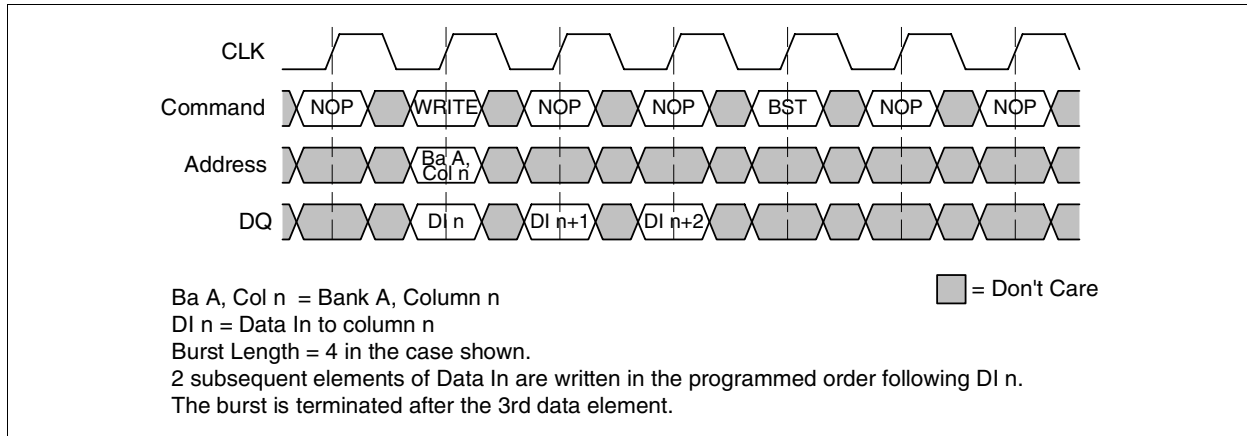 CLK
Command NOP WRITE NOP NOP BST NOP NOP
Address Ba A,
Col n
DQ DI n DI n+1 DI n+2
Ba A, Col n = Bank A, Column n
= Don't Care
DI n = Data In to column n
Burst Length = 4 in the case shown.
2 subsequent elements of Data In are written in the programmed order following DI n.
The burst is terminated after the 3rd data element.